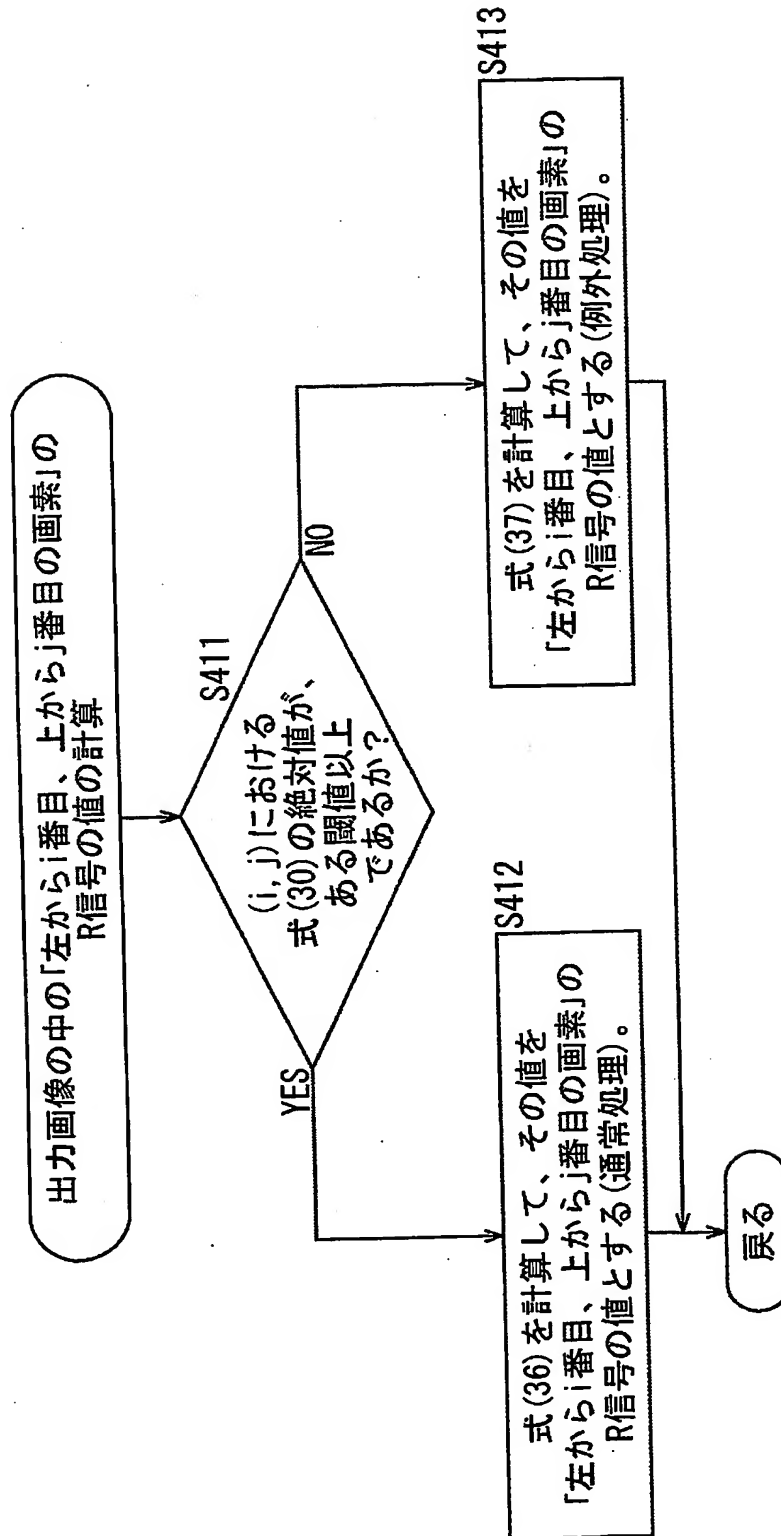 出力画像の中の「左からi番目、上からj番目の画素」の
R信号の値の計算
S411
(i,j)における
式(30)の絶対値が、
ある閾値以上
であるか?
YES
NO
S412
式(36)を計算して、その値を
「左からi番目、上からj番目の画素」の
R信号の値とする(通常処理)。
S413
式(37)を計算して、その値を
「左からi番目、上からj番目の画素」の
R信号の値とする(例外処理)。
戻る